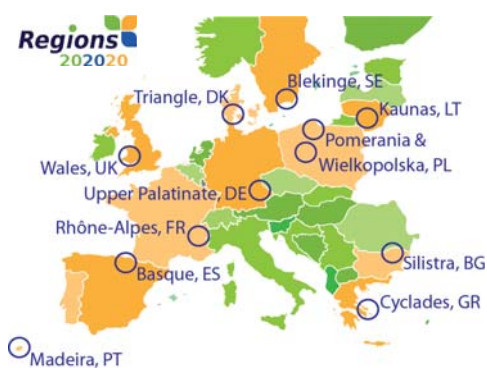 Regions
202020
Blekinge, SE
Triangle, DK
Kaunas, LT
Pomerania &
Wielkopolska, PL
Wales, UK
Upper Palatinate, DE
Rhône-Alpes, FR
Silistra, BG
Basque, ES
Cyclades, GR
Madeira, PT